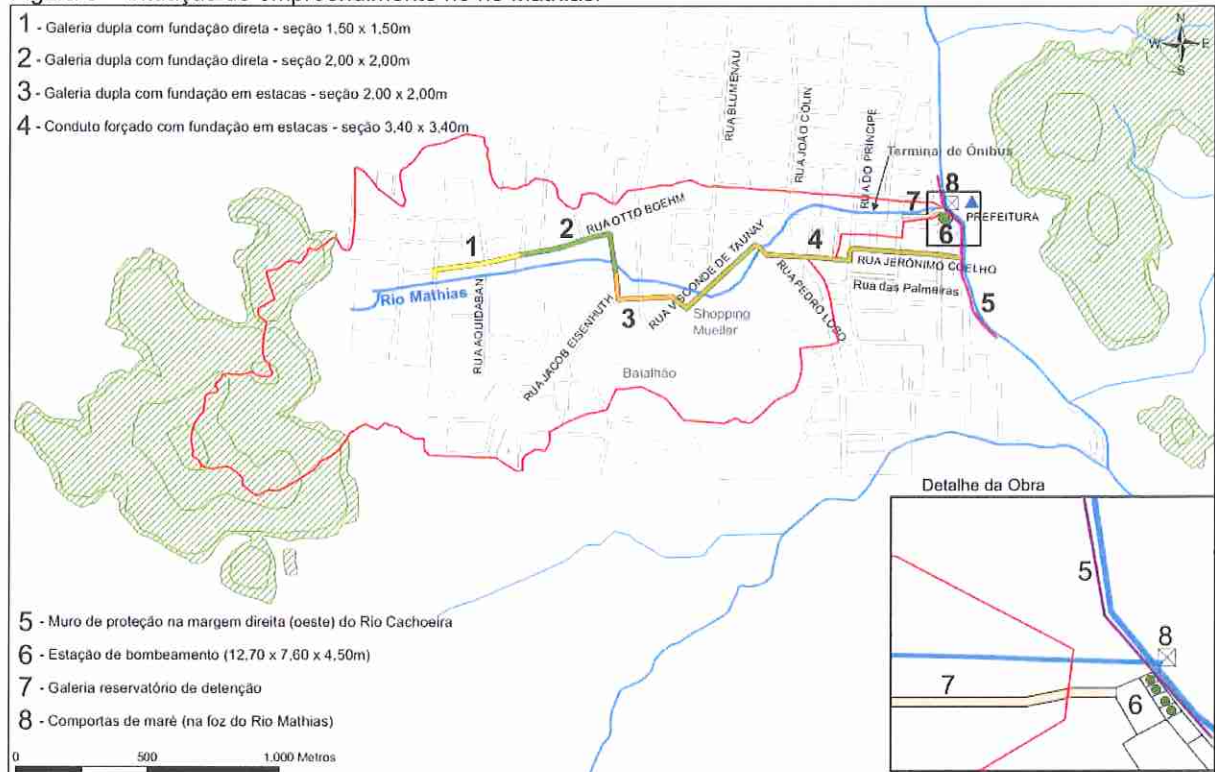 1 - Galeria dupla com fundação direta - seção 1,50 x 1,50m
2 - Galeria dupla com fundação direta - seção 2,00 x 2,00m
3 - Galeria dupla com fundação em estacas - seção 2,00 x 2,00m
4 - Conduto forçado com fundação em estacas - seção 3,40 x 3,40m
N
W E
S
RUA BLUMENAU
RUA JOÃO COLIN
RUA DO PRÍNCIPE
Terminal de Ônibus
8
7
PREFEITURA
6
RUA OTTO BOEHM
2
1
4
RUA VISCONDE DE TAUNAY
RUA JERÔNIMO COELHO
Rua das Palmeiras
RUA PEDRO LOBO
5
Rio Mathias
RUA AQUIDABAN
3
Shopping
Mueller
RUA JACOB EISENHUTH
Batalhão
Detalhe da Obra
5
8
7
6
5 - Muro de proteção na margem direita (oeste) do Rio Cachoeira
6 - Estação de bombeamento (12,70 x 7,60 x 4,50m)
7 - Galeria reservatório de detenção
8 - Comportas de maré (na foz do Rio Mathias)
0 500 1.000 Metros